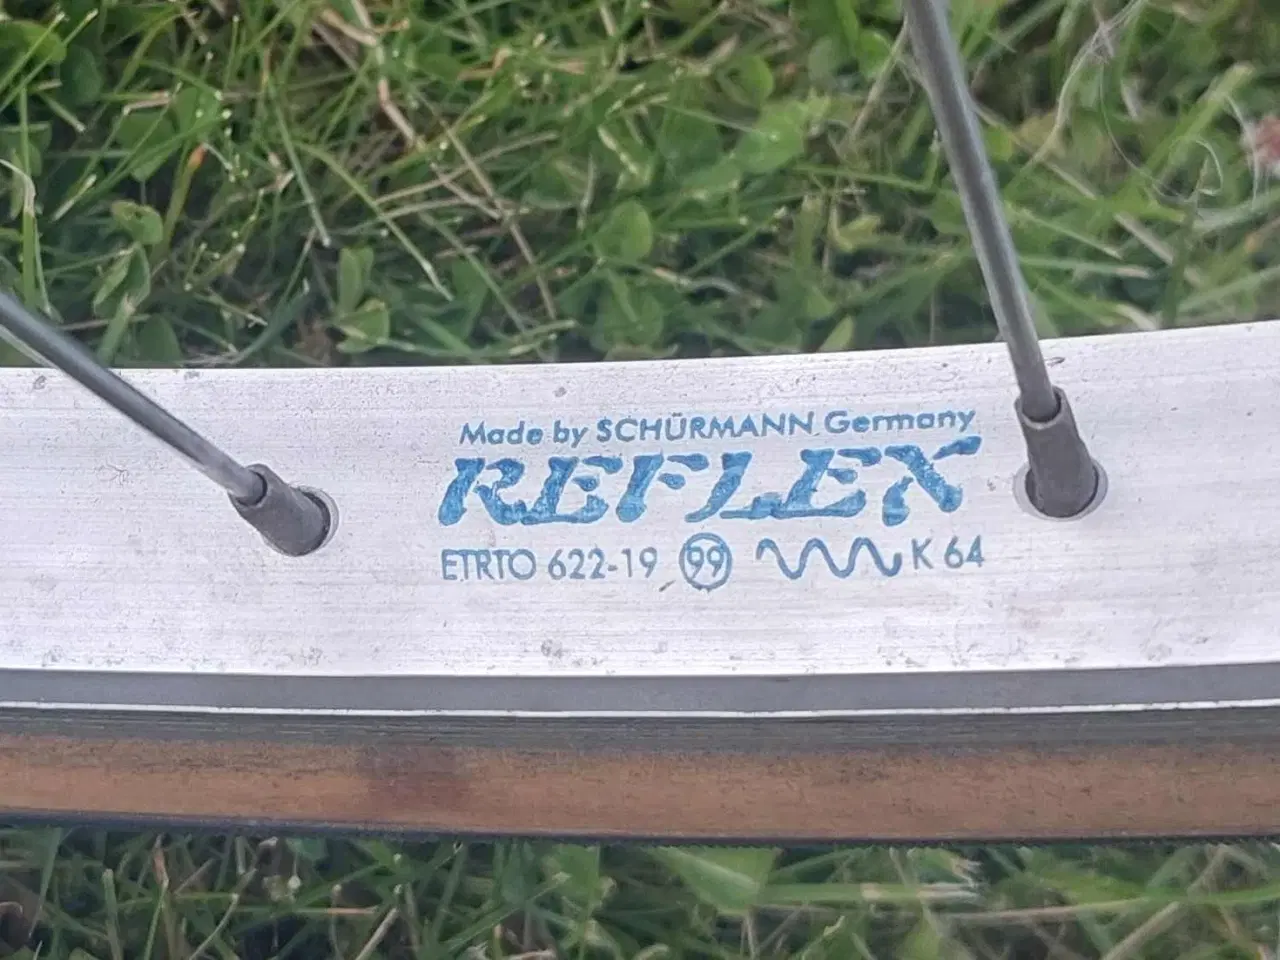 Made by SCHÜRMANN Germany
REFLEX
ETRTO 622-19 99 K 64